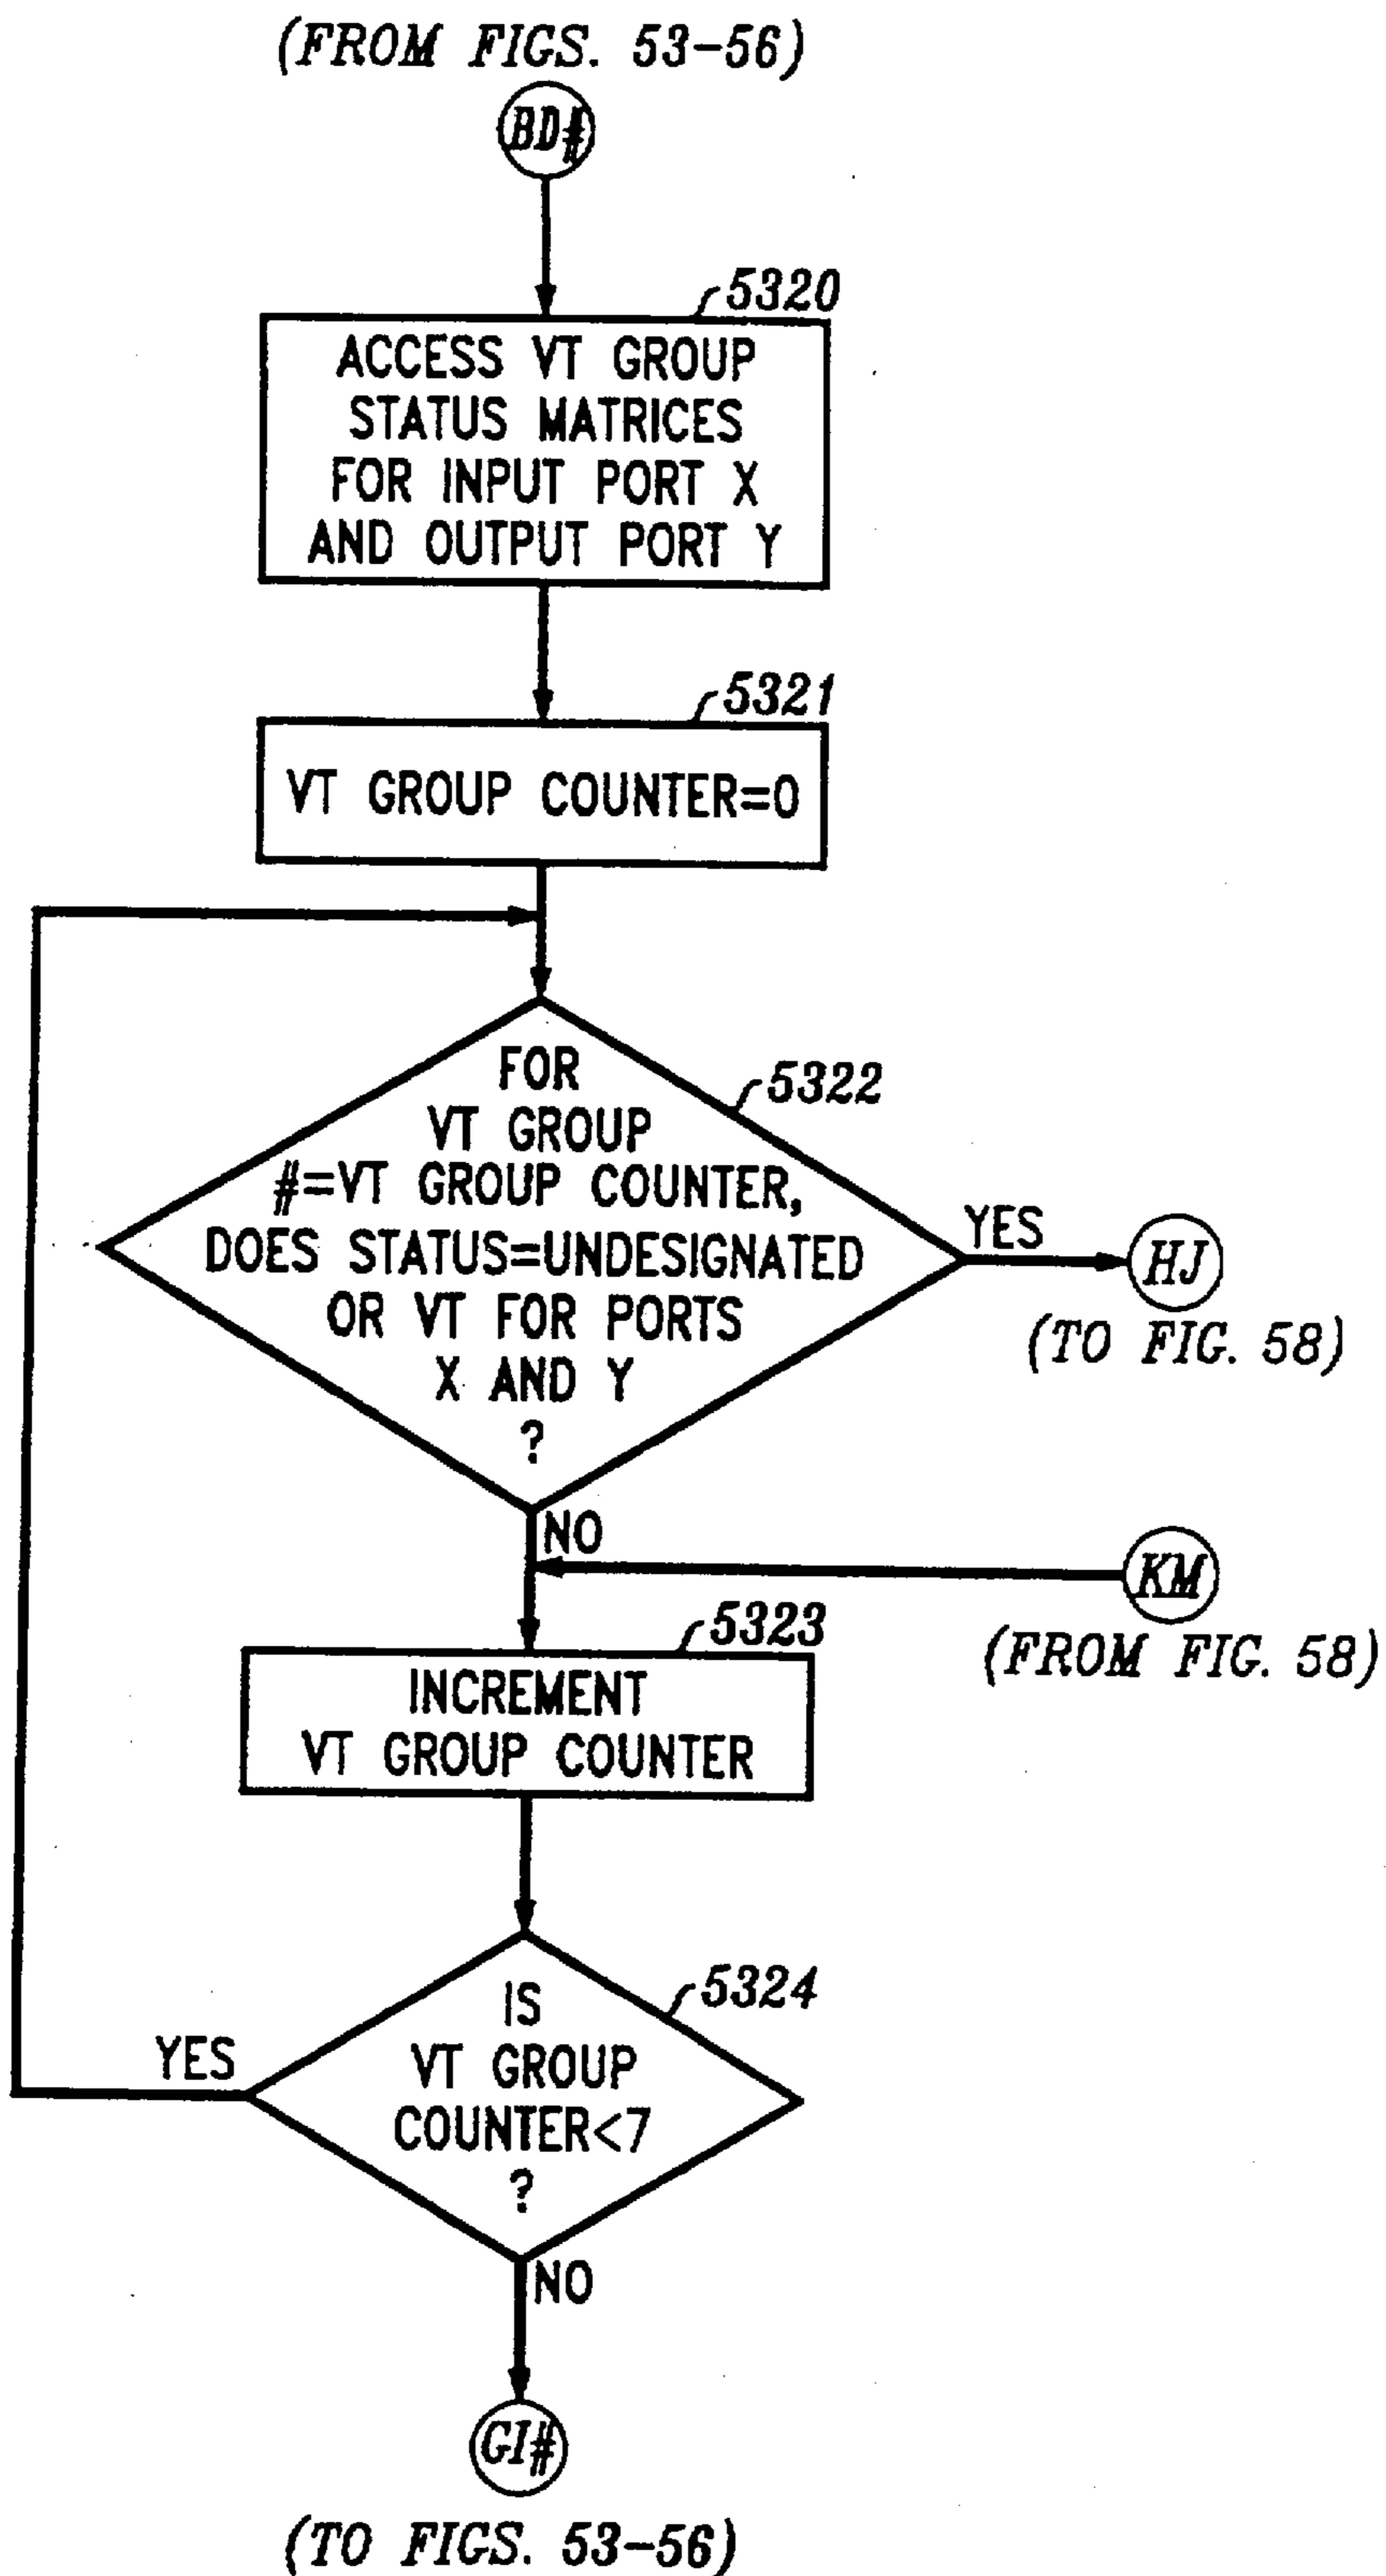 (FROM FIGS. 53-56)
BD#
5320
ACCESS VT GROUP
STATUS MATRICES
FOR INPUT PORT X
AND OUTPUT PORT Y
5321
VT GROUP COUNTER=0
FOR
VT GROUP
#=VT GROUP COUNTER,
DOES STATUS=UNDESIGNATED
OR VT FOR PORTS
X AND Y
?
5322
YES
HJ
(TO FIG. 58)
NO
KM
(FROM FIG. 58)
5323
INCREMENT
VT GROUP COUNTER
5324
IS
VT GROUP
COUNTER<7
?
YES
NO
GI#
(TO FIGS. 53-56)